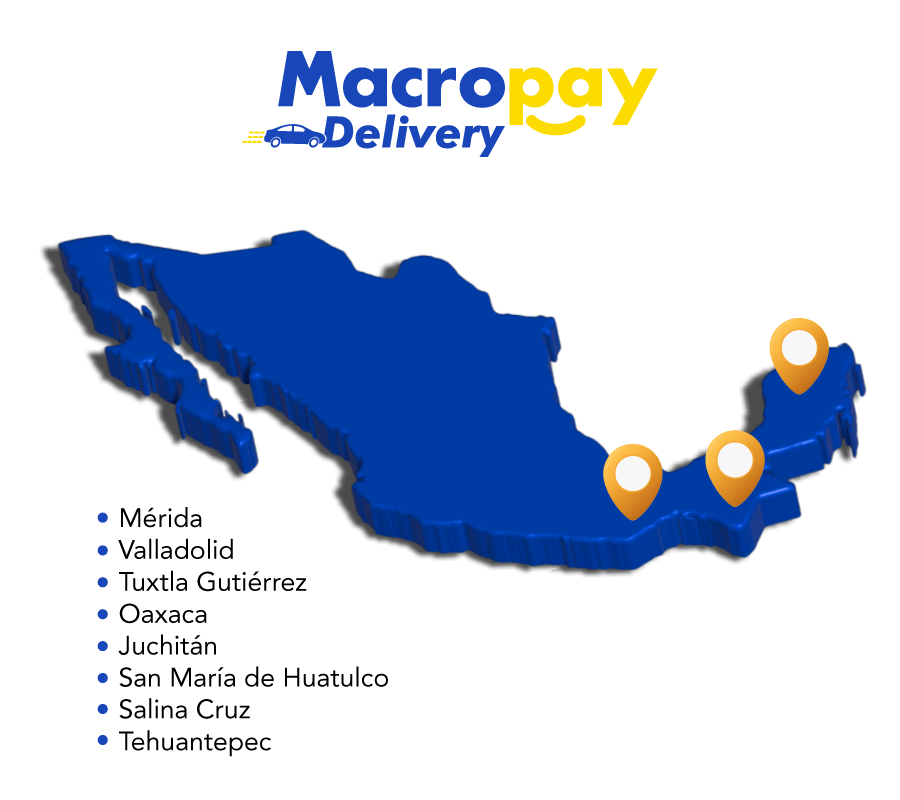 Macropay
Delivery
Mérida
Valladolid
Tuxtla Gutiérrez
Oaxaca
Juchitán
San María de Huatulco
Salina Cruz
Tehuantepec